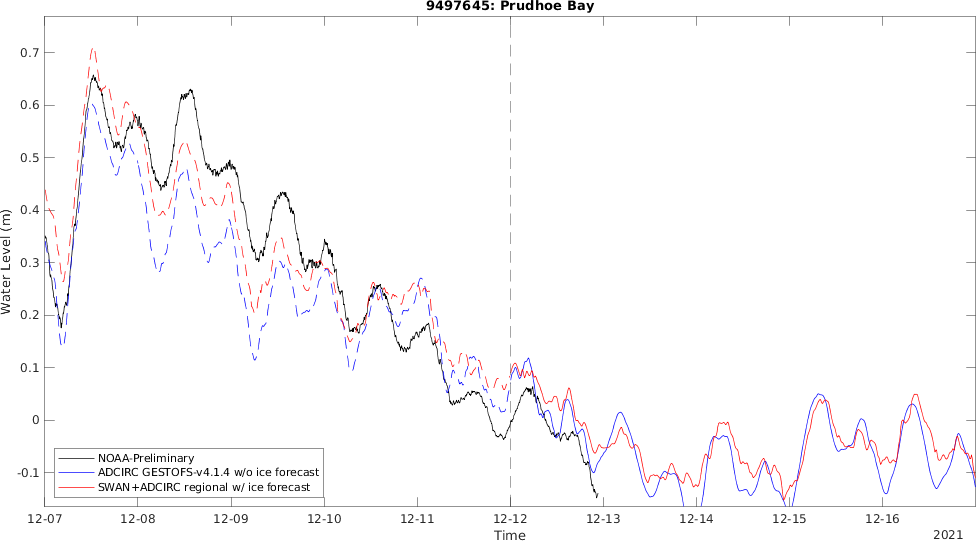 9497645: Prudhoe Bay
Water Level (m)
0.7
0.6
0.5
0.4
0.3
0.2
0.1
0
-0.1
NOAA-Preliminary
ADCIRC GESTOFS-v4.1.4 w/o ice forecast
SWAN+ADCIRC regional w/ ice forecast
12-07 12-08 12-09 12-10 12-11 12-12 12-13 12-14 12-15 12-16
Time
2021